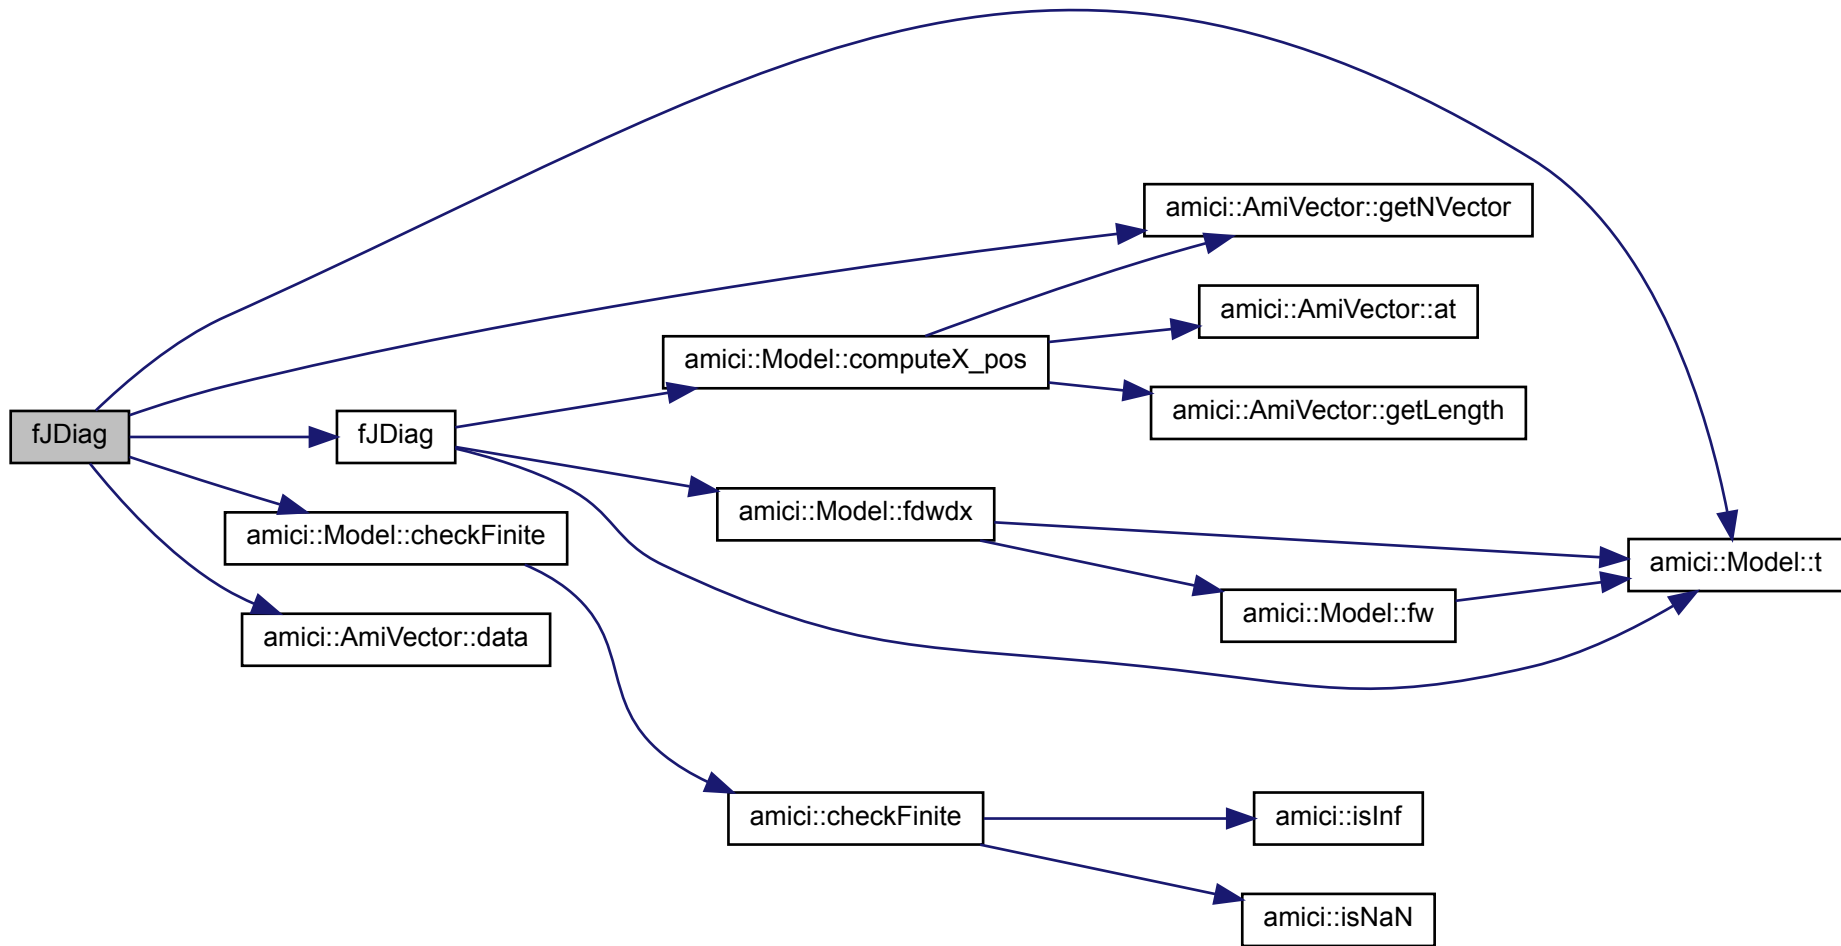 amici::AmiVector::getNVector
amici::AmiVector::at
amici::Model::computeX_pos
amici::AmiVector::getLength
fJDiag
fJDiag
amici::Model::fdwdx
amici::Model::checkFinite
amici::Model::t
amici::Model::fw
amici::AmiVector::data
amici::checkFinite
amici::isInf
amici::isNaN